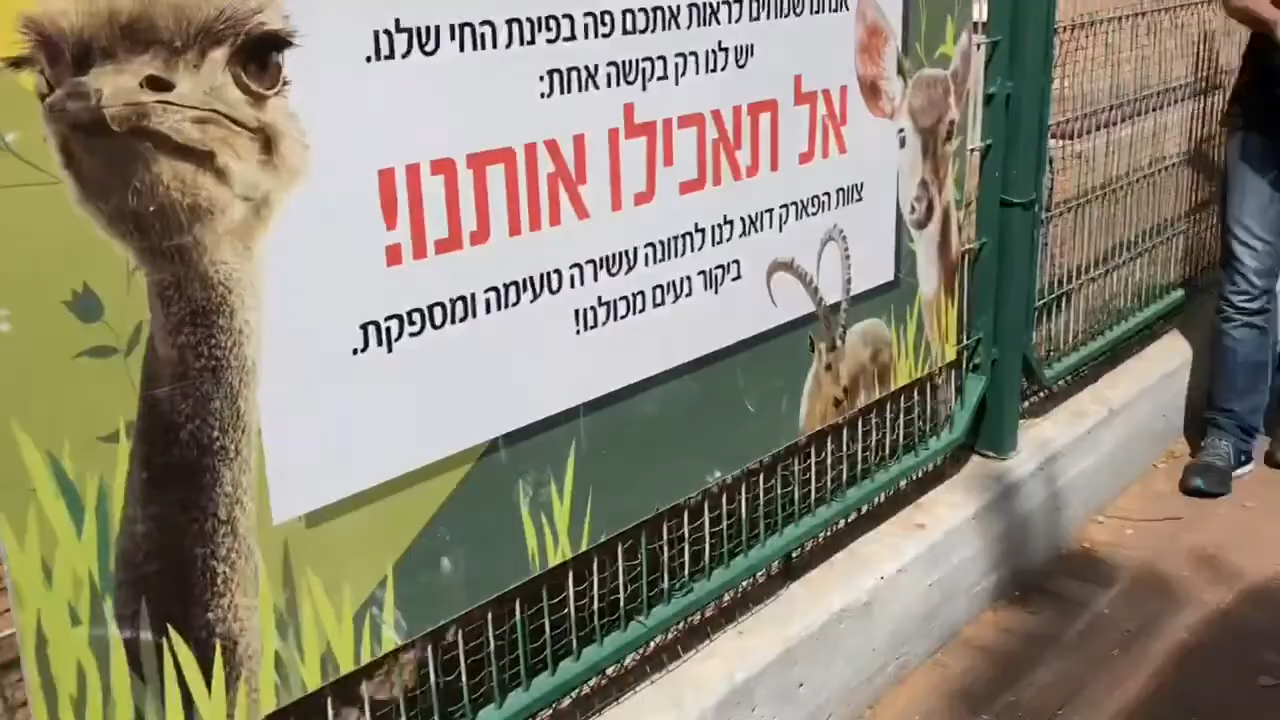 אנחנו שמחים לראות אתכם פה בפינת החי שלנו.
יש לנו רק בקשה אחת:
אל תאכילו אותנו!
צוות הפארק דואג לנו לתזונה עשירה טעימה ומספקת.
ביקור נעים מכולנו!